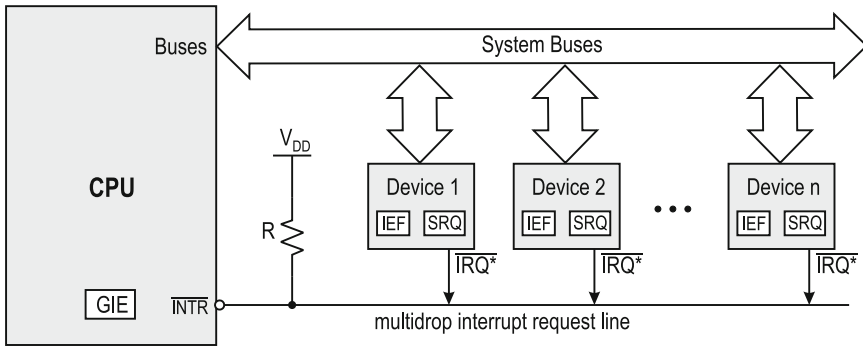 Buses
System Buses
V_DD
CPU
Device 1
Device 2
Device n
IEF SRQ
IEF SRQ
IEF SRQ
R
IRQ*
IRQ*
IRQ*
GIE
INTR
multidrop interrupt request line